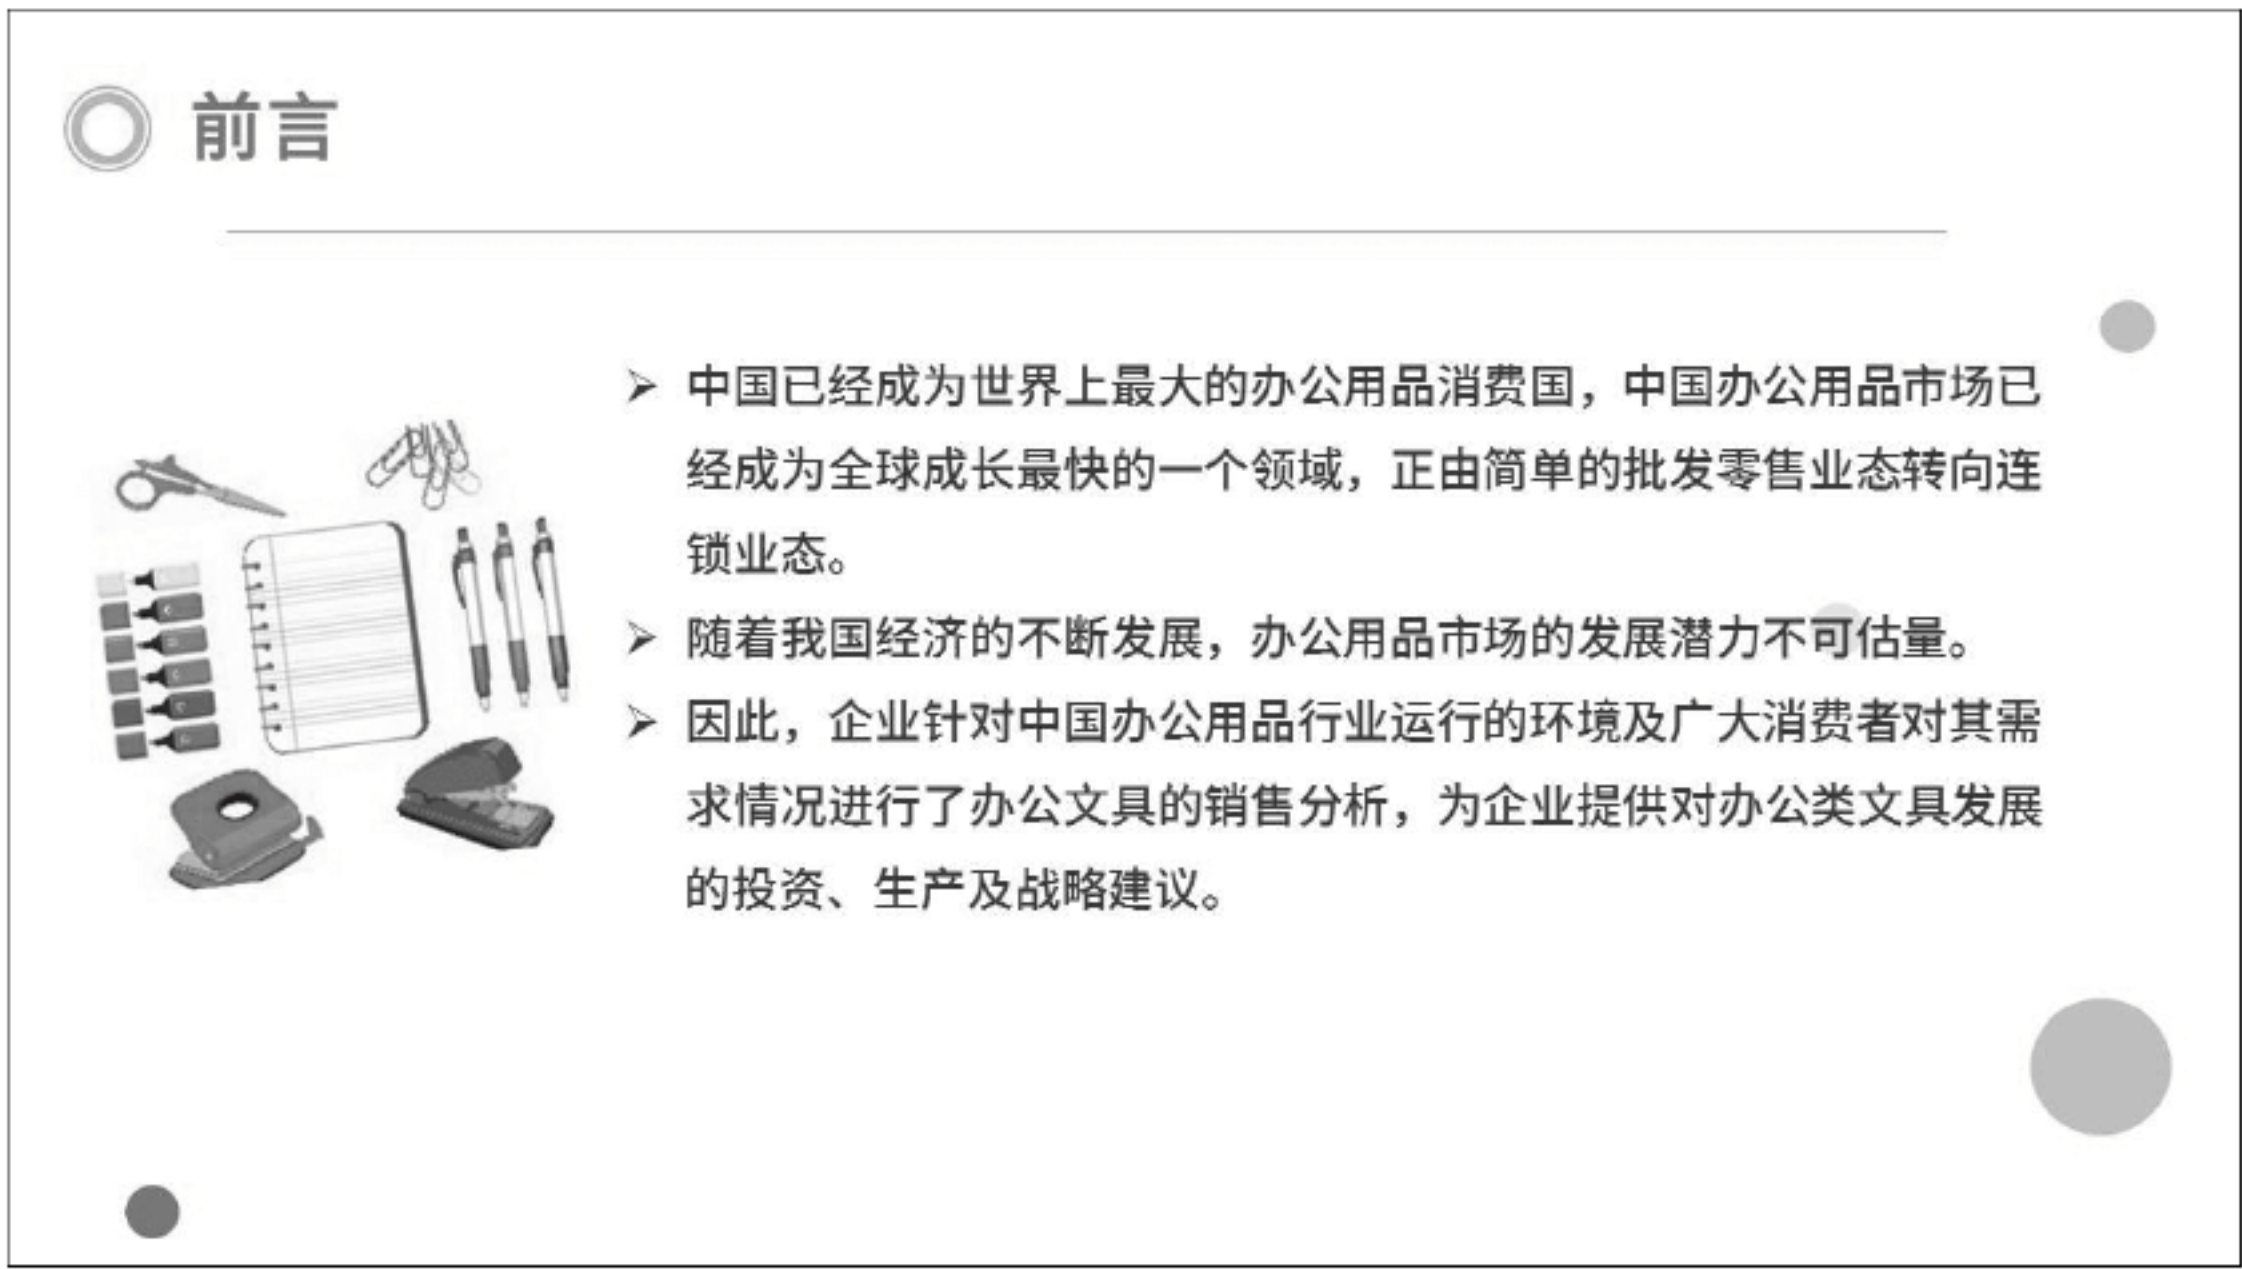 前言
➢ 中国已经成为世界上最大的办公用品消费国，中国办公用品市场已
经成为全球成长最快的一个领域，正由简单的批发零售业态转向连
锁业态。
➢ 随着我国经济的不断发展，办公用品市场的发展潜力不可估量。
➢ 因此，企业针对中国办公用品行业运行的环境及广大消费者对其需
求情况进行了办公文具的销售分析，为企业提供对办公类文具发展
的投资、生产及战略建议。